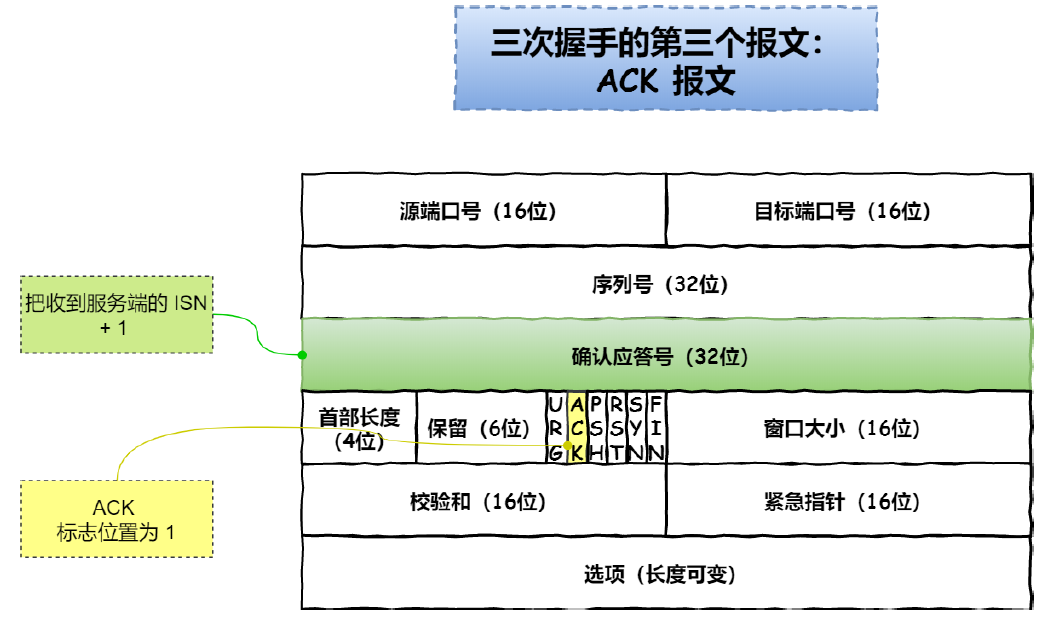 三次握手的第三个报文：
ACK 报文
源端口号（16位）
目标端口号（16位）
序列号（32位）
把收到服务端的 ISN
+ 1
确认应答号（32位）
首部长度
（4位）
保留（6位）
URG
ACK
PSH
RST
SYN
FIN
窗口大小（16位）
ACK
标志位置为 1
校验和（16位）
紧急指针（16位）
选项（长度可变）